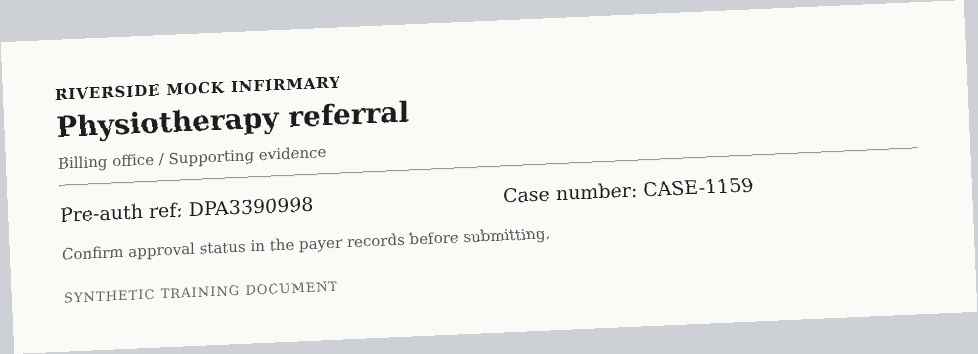 RIVERSIDE MOCK INFIRMARY
Physiotherapy referral
Billing office / Supporting evidence
Pre-auth ref: DPA3390998 Case number: CASE-1159
Confirm approval status in the payer records before submitting.
SYNTHETIC TRAINING DOCUMENT